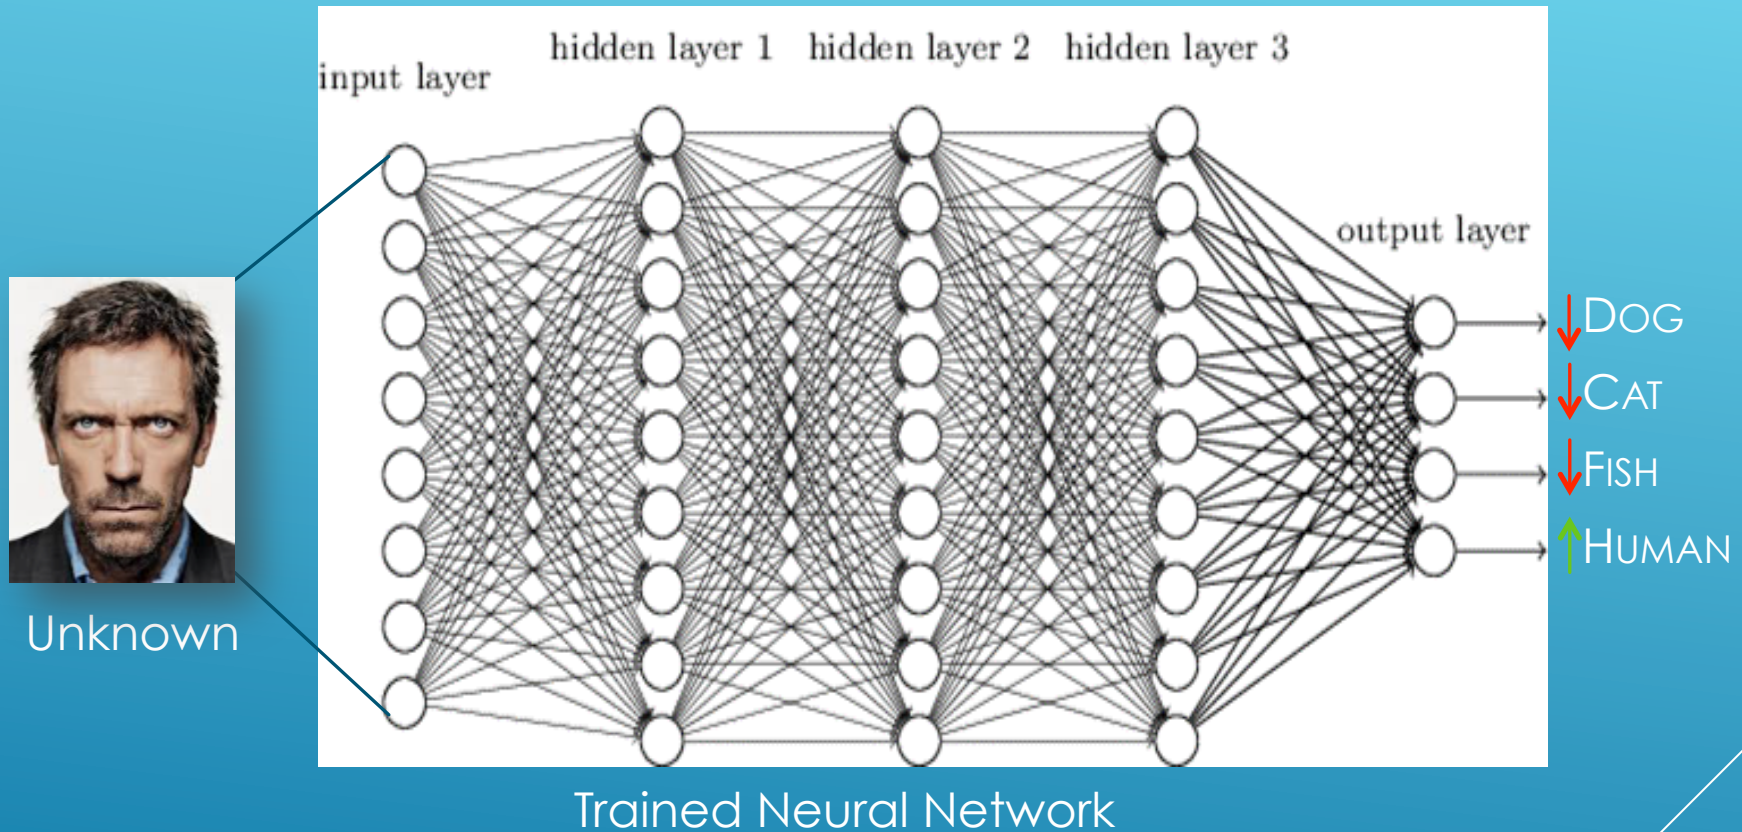 input layer
hidden layer 1
hidden layer 2
hidden layer 3
output layer
DOG
CAT
FISH
HUMAN
Unknown
Trained Neural Network